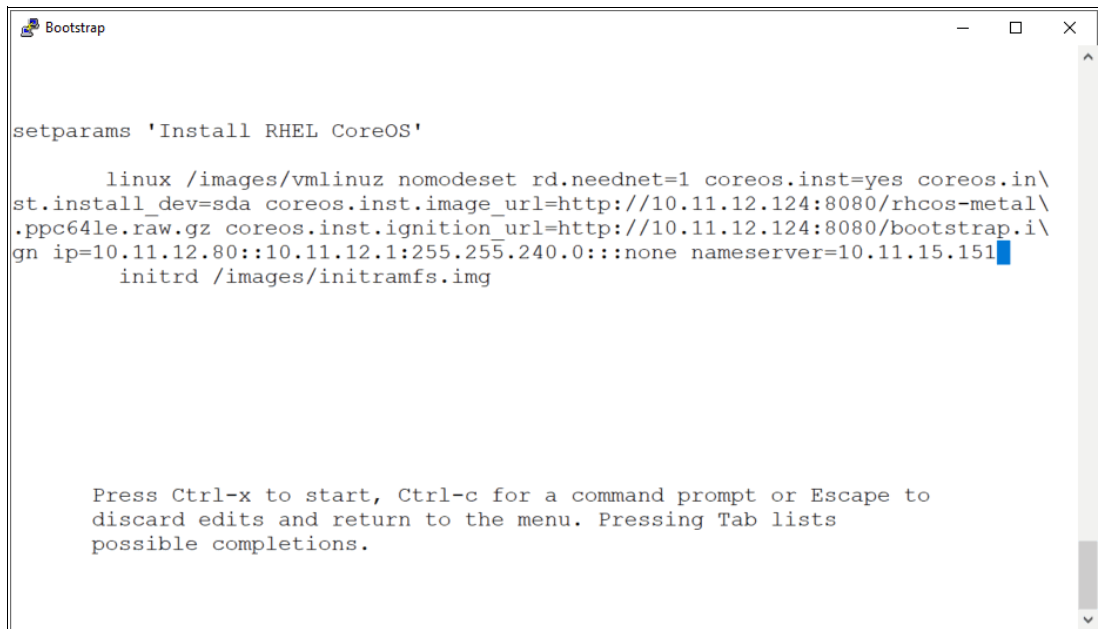 Bootstrap
setparams 'Install RHEL CoreOS'
linux /images/vmlinuz nomodeset rd.neednet=1 coreos.inst=yes coreos.in\
st.install_dev=sda coreos.inst.image_url=http://10.11.12.124:8080/rhcos-metal\
.ppc64le.raw.gz coreos.inst.ignition_url=http://10.11.12.124:8080/bootstrap.i\
gn ip=10.11.12.80::10.11.12.1:255.255.240.0:::none nameserver=10.11.15.151
initrd /images/initramfs.img
Press Ctrl-x to start, Ctrl-c for a command prompt or Escape to
discard edits and return to the menu. Pressing Tab lists
possible completions.